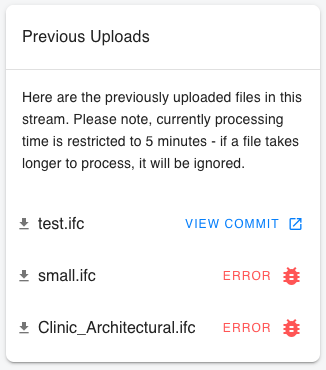 Previous Uploads
Here are the previously uploaded files in this
stream. Please note, currently processing
time is restricted to 5 minutes - if a file takes
longer to process, it will be ignored.
test.ifc VIEW COMMIT
small.ifc ERROR
Clinic_Architectural.ifc ERROR